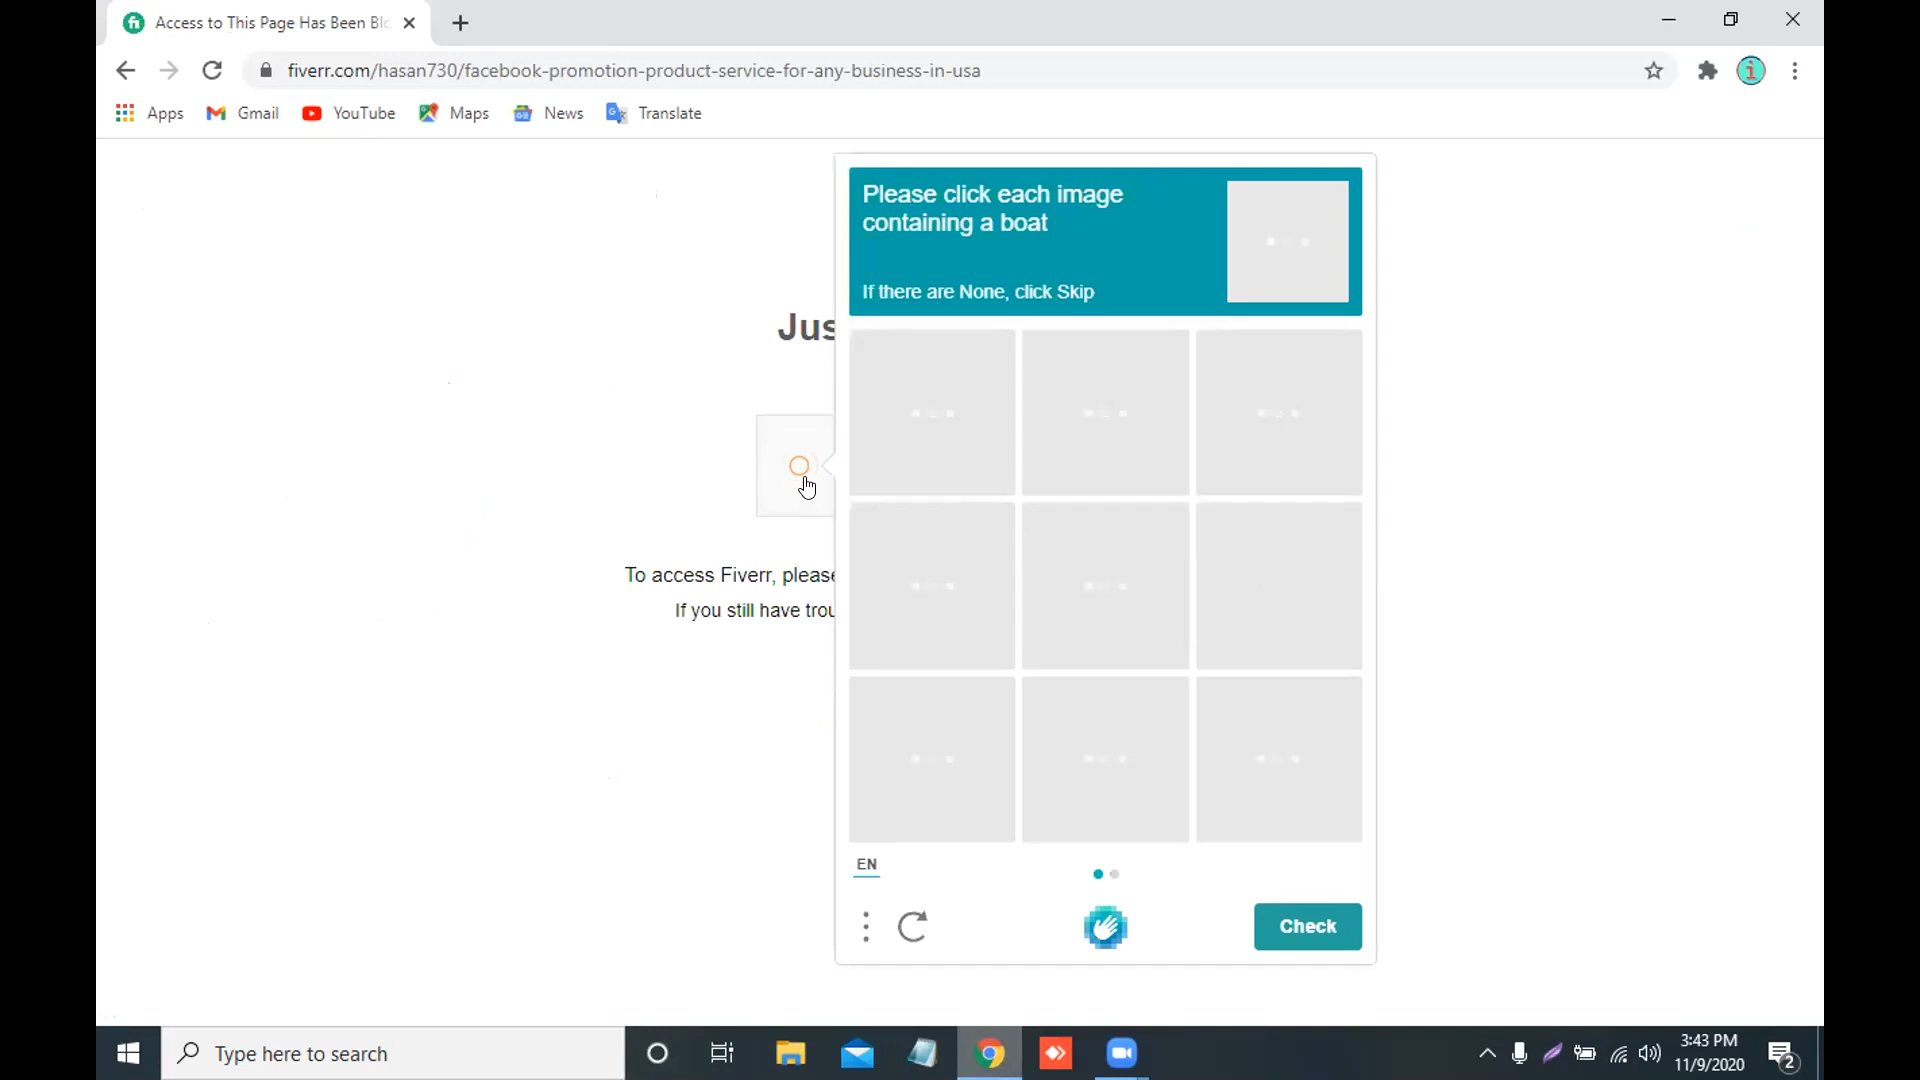 Access to This Page Has Been Blo
fiverr.com/hasan730/facebook-promotion-product-service-for-any-business-in-usa
Apps Gmail YouTube Maps News Translate
Please click each image
containing a boat
If there are None, click Skip
Jus
To access Fiverr, please
If you still have trou
EN
Check
Type here to search
3:43 PM
11/9/2020
2